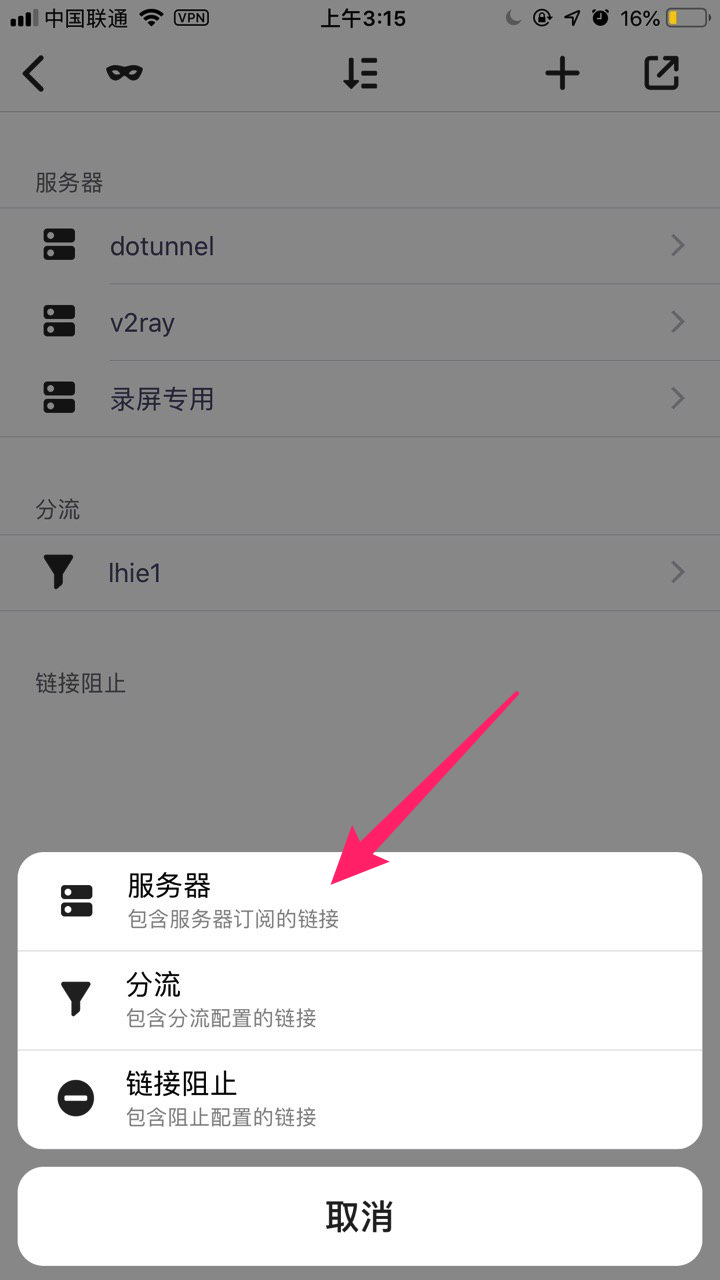 中国联通 VPN 上午3:15 16%
服务器
dotunnel
v2ray
录屏专用
分流
lhie1
链接阻止
服务器
包含服务器订阅的链接
分流
包含分流配置的链接
链接阻止
包含阻止配置的链接
取消